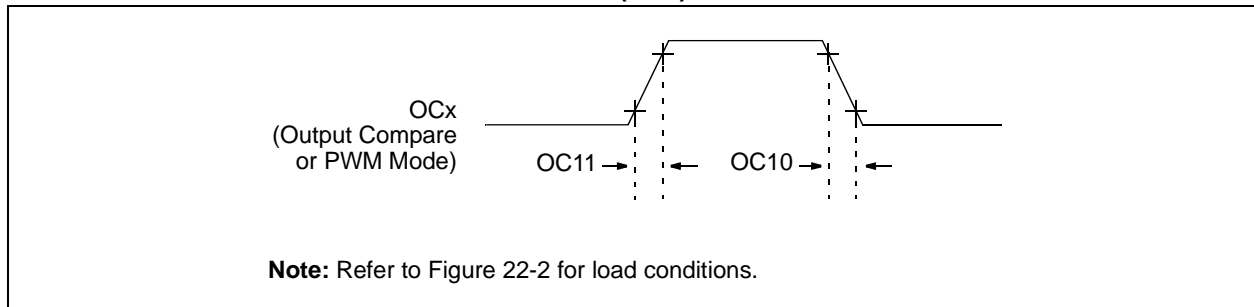 OCx
(Output Compare
or PWM Mode)
OC11
OC10
Note: Refer to Figure 22-2 for load conditions.